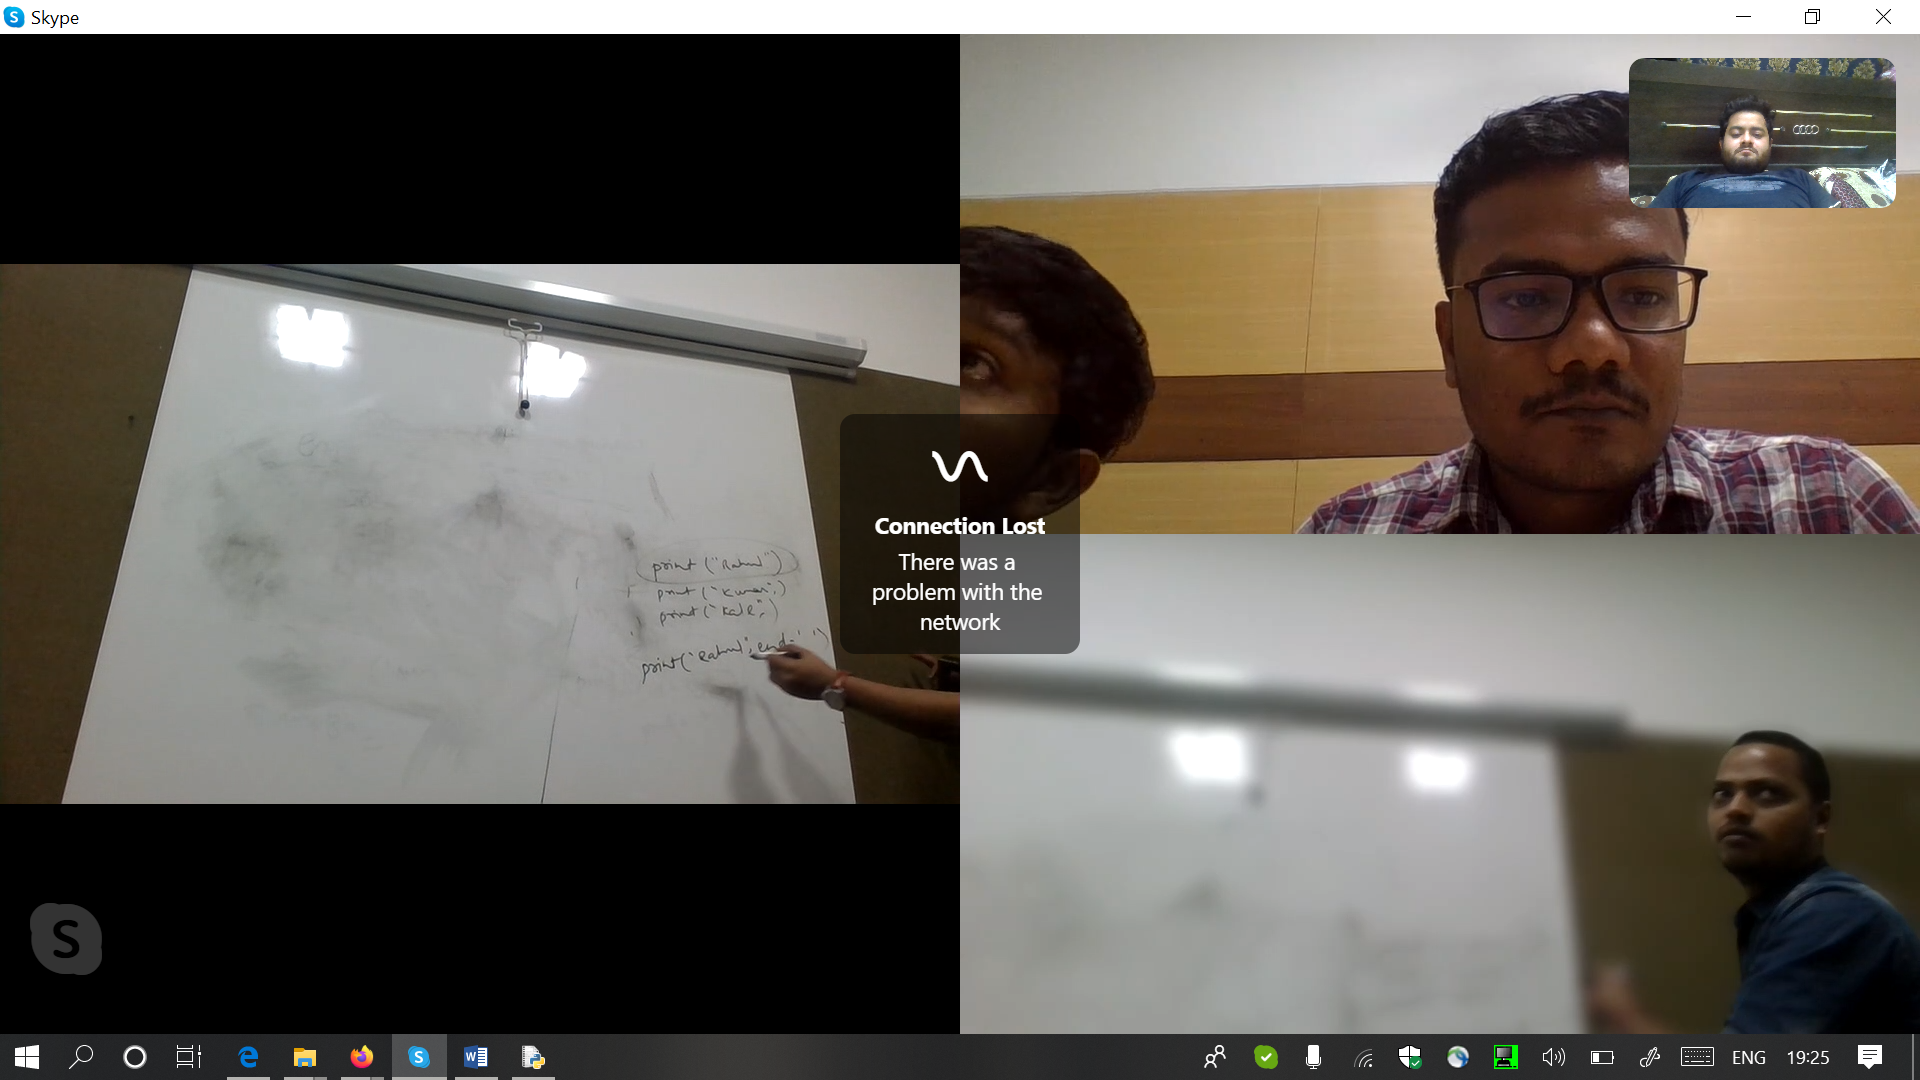 Skype
print ("Rahul")
print ("Kumar",)
print ("Kale",)
print("Rahul", end=' ')
Connection Lost
There was a
problem with the
network
ENG
19:25